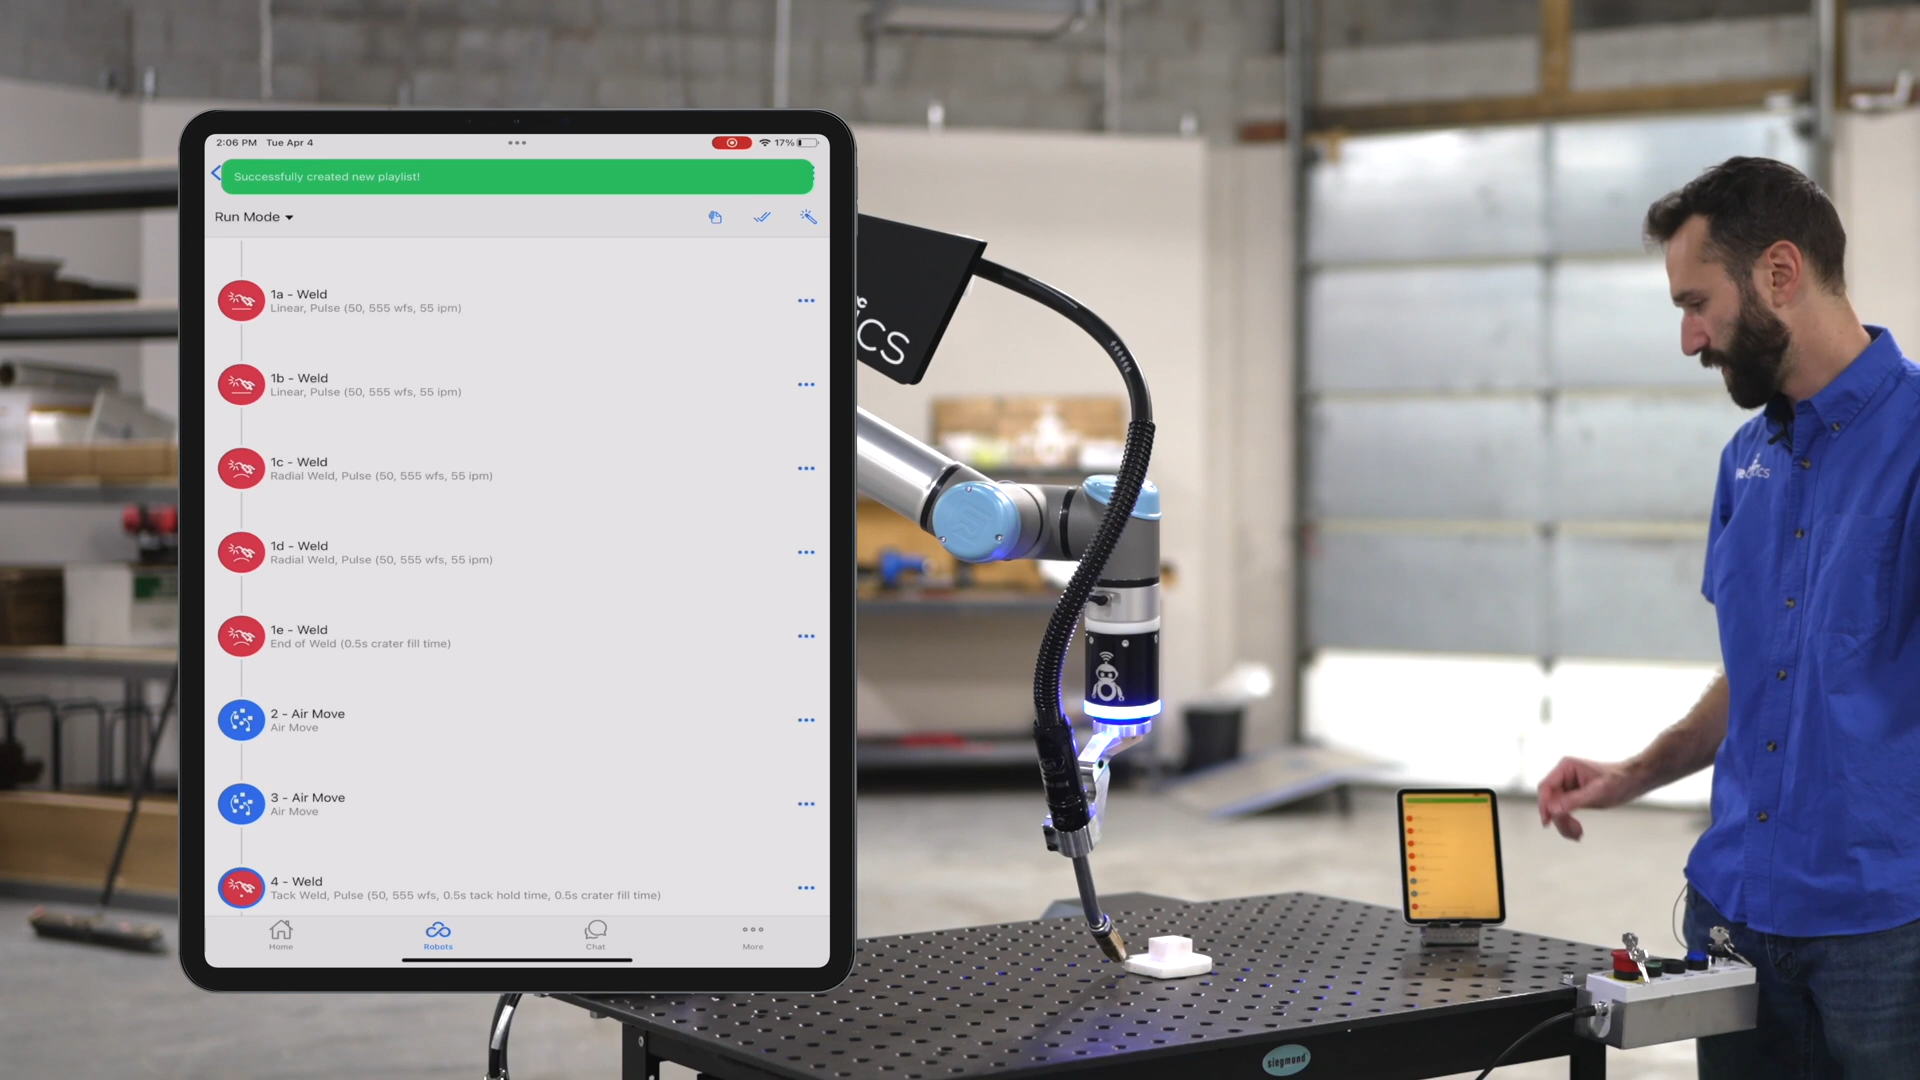 2:06 PM Tue Apr 4
17%
Successfully created new playlist!
Run Mode
1a - Weld
Linear, Pulse (50, 555 wfs, 55 ipm)
1b - Weld
Linear, Pulse (50, 555 wfs, 55 ipm)
1c - Weld
Radial Weld, Pulse (50, 555 wfs, 55 ipm)
1d - Weld
Radial Weld, Pulse (50, 555 wfs, 55 ipm)
1e - Weld
End of Weld (0.5s crater fill time)
2 - Air Move
Air Move
3 - Air Move
Air Move
4 - Weld
Tack Weld, Pulse (50, 555 wfs, 0.5s tack hold time, 0.5s crater fill time)
Home
Robots
Chat
More
ics
siegmund